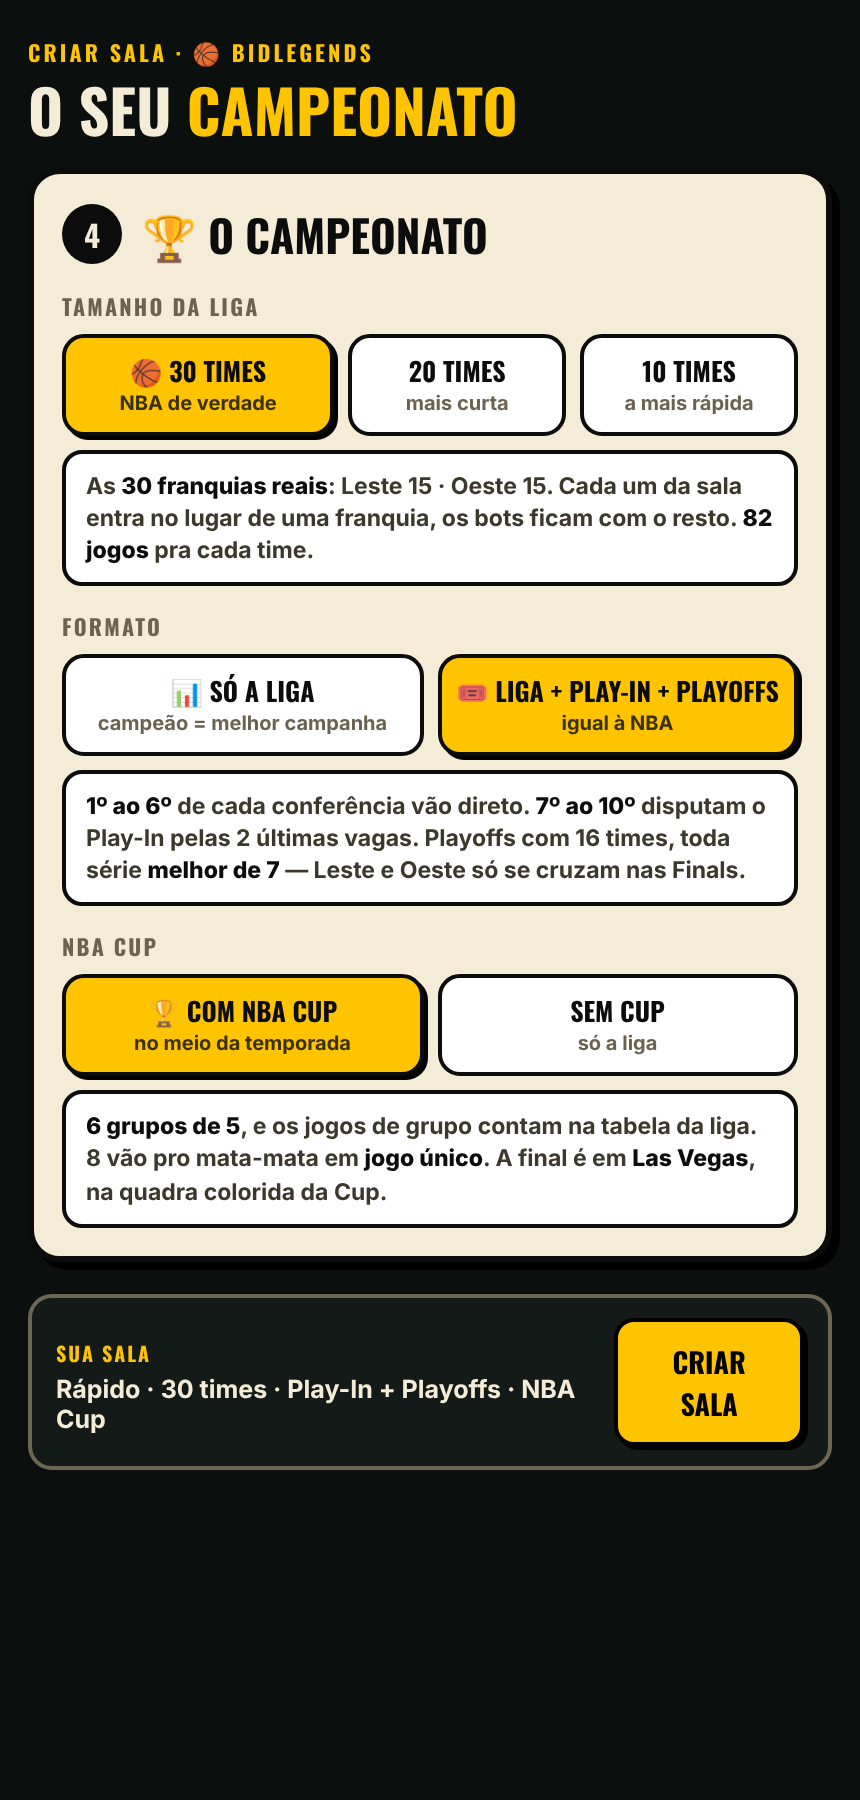 CRIAR SALA · 🏀 BIDLEGENDS
O SEU CAMPEONATO
4 🏆 O CAMPEONATO
TAMANHO DA LIGA
🏀 30 TIMES
NBA de verdade
20 TIMES
mais curta
10 TIMES
a mais rápida
As 30 franquias reais: Leste 15 · Oeste 15. Cada um da sala
entra no lugar de uma franquia, os bots ficam com o resto. 82
jogos pra cada time.
FORMATO
📊 SÓ A LIGA
campeão = melhor campanha
🎟️ LIGA + PLAY-IN + PLAYOFFS
igual à NBA
1º ao 6º de cada conferência vão direto. 7º ao 10º disputam o
Play-In pelas 2 últimas vagas. Playoffs com 16 times, toda
série melhor de 7 — Leste e Oeste só se cruzam nas Finals.
NBA CUP
🏆 COM NBA CUP
no meio da temporada
SEM CUP
só a liga
6 grupos de 5, e os jogos de grupo contam na tabela da liga.
8 vão pro mata-mata em jogo único. A final é em Las Vegas,
na quadra colorida da Cup.
SUA SALA
Rápido · 30 times · Play-In + Playoffs · NBA
Cup
CRIAR
SALA